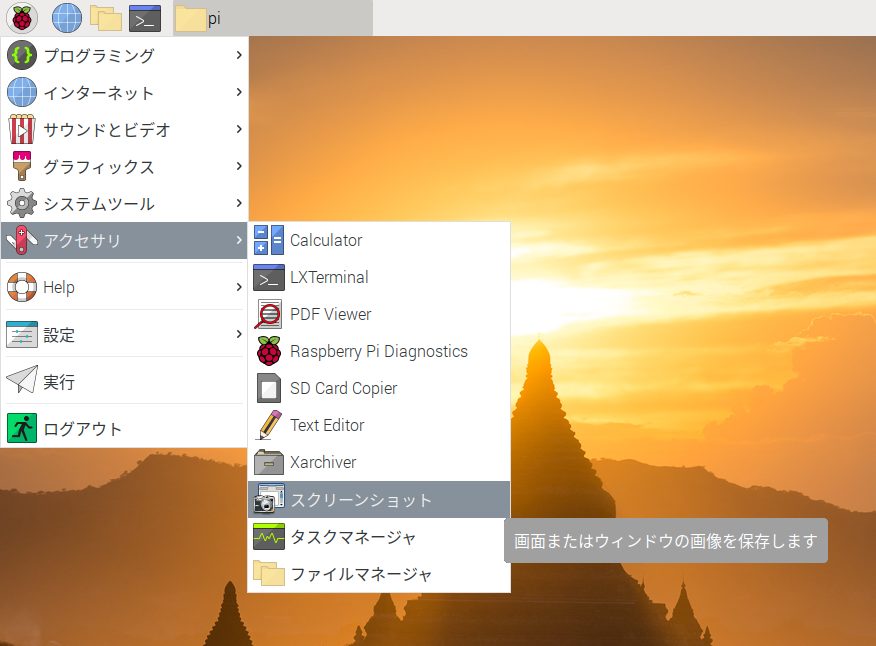 pi
プログラミング
インターネット
サウンドとビデオ
グラフィックス
システムツール
アクセサリ
Help
設定
実行
ログアウト
Calculator
LXTerminal
PDF Viewer
Raspberry Pi Diagnostics
SD Card Copier
Text Editor
Xarchiver
スクリーンショット
タスクマネージャ
ファイルマネージャ
画面またはウィンドウの画像を保存します